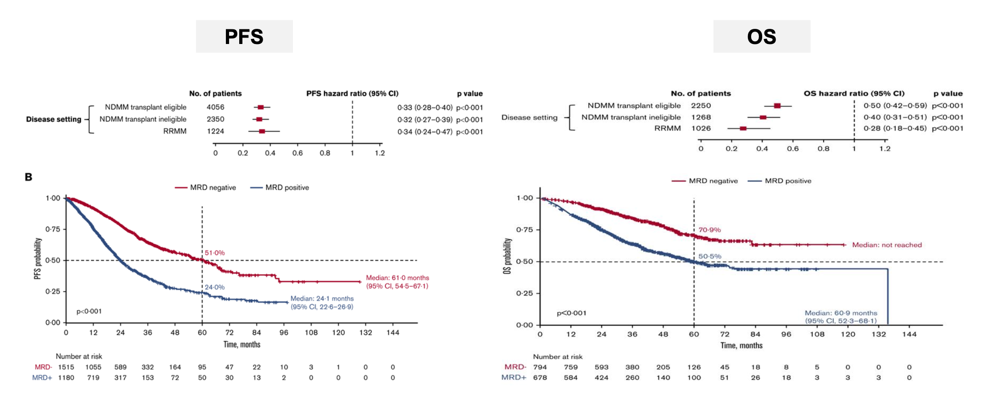 PFS
No. of patients PFS hazard ratio (95% CI) p value
Disease setting
NDMM transplant eligible 4056 0·33 (0·28–0·40) p<0·001
NDMM transplant ineligible 2350 0·32 (0·27–0·39) p<0·001
RRMM 1224 0·34 (0·24–0·47) p<0·001
0 0.2 0.4 0.6 0.8 1 1.2
B
MRD negative MRD positive
PFS probability
1·00
0·75
0·50
0·25
0·00
51·0%
24·0%
Median: 61·0 months
(95% CI, 54·5–67·1)
Median: 24·1 months
(95% CI, 22·6–26·9)
p<0·001
0 12 24 36 48 60 72 84 96 108 120 132 144
Time, months
Number at risk
MRD- 1515 1055 589 332 164 95 47 22 10 3 1 0 0
MRD+ 1180 719 317 153 72 50 30 13 2 0 0 0 0
OS
No. of patients OS hazard ratio (95% CI) p value
Disease setting
NDMM transplant eligible 2250 0·50 (0·42–0·59) p<0·001
NDMM transplant ineligible 1268 0·40 (0·31–0·51) p<0·001
RRMM 1026 0·28 (0·18–0·45) p<0·001
0 0.2 0.4 0.6 0.8 1 1.2
MRD negative MRD positive
OS probability
1·00
0·75
0·50
0·25
0·00
70·9%
50·5%
Median: not reached
Median: 60·9 months
(95% CI, 52·3–68·1)
p<0·001
0 12 24 36 48 60 72 84 96 108 120 132 144
Time, months
Number at risk
MRD- 794 759 593 380 205 126 45 18 8 5 0 0 0
MRD+ 678 584 424 260 140 100 51 26 18 3 3 3 0